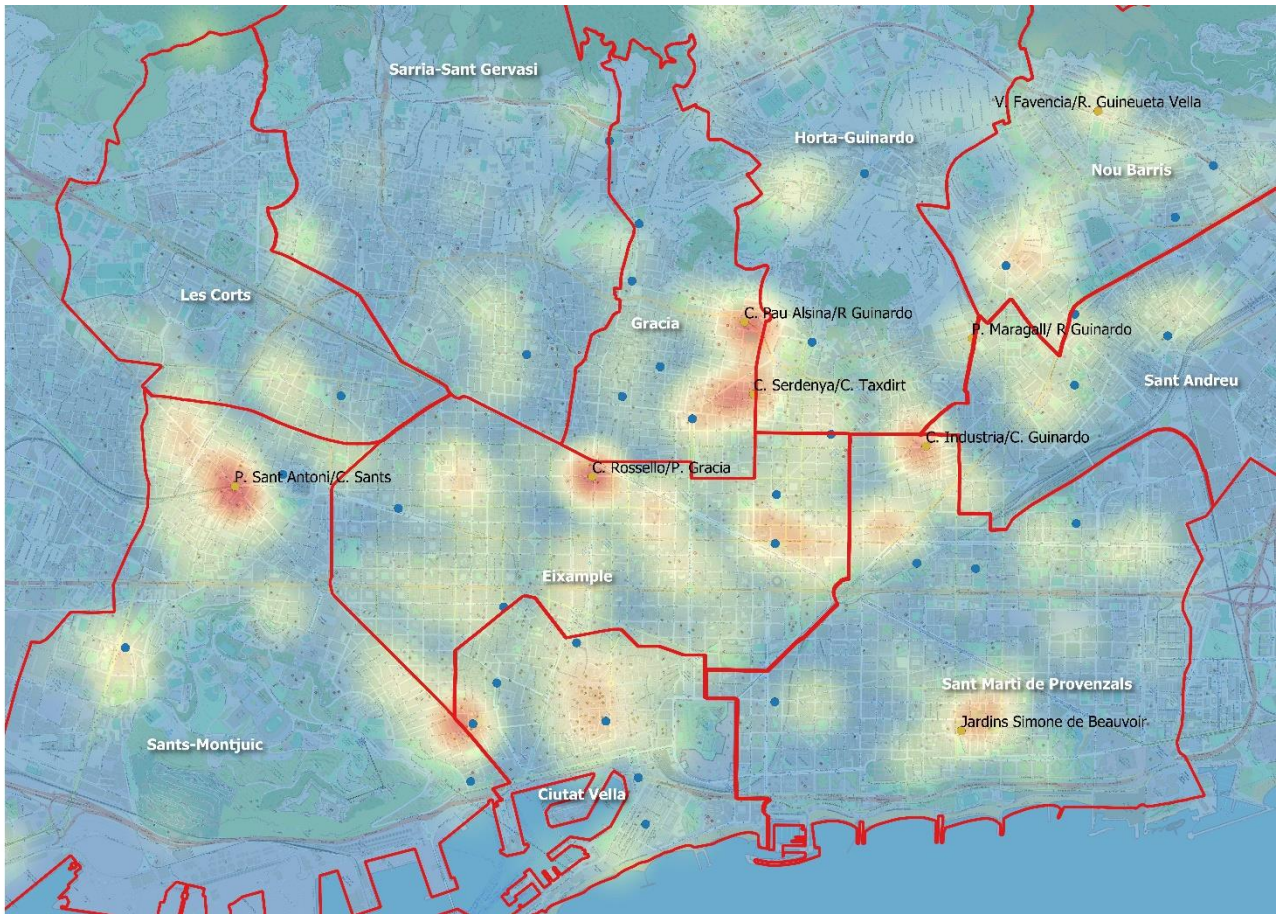 Sarria-Sant Gervasi
V. Favencia/R. Guineueta Vella
Horta-Guinardo
Nou Barris
Les Corts
C. Pau Alsina/R Guinardo
Gracia
P. Maragall/ R Guinardo
Sant Andreu
C. Serdenya/C. Taxdirt
C. Industria/C. Guinardo
C. Rossello/P. Gracia
P. Sant Antoni/C. Sants
Eixample
Sant Marti de Provenzals
Jardins Simone de Beauvoir
Sants-Montjuic
Ciutat Vella